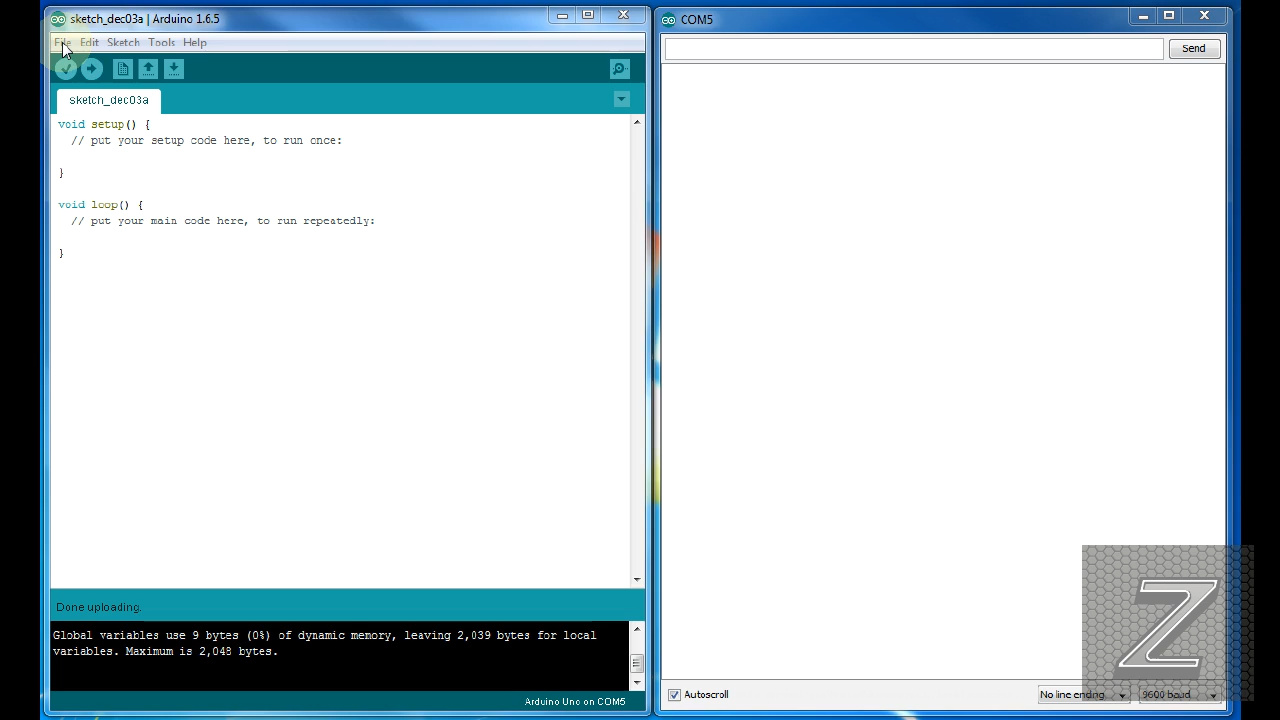 sketch_dec03a | Arduino 1.6.5
File Edit Sketch Tools Help
sketch_dec03a
void setup() {
  // put your setup code here, to run once:
}
void loop() {
  // put your main code here, to run repeatedly:
}
Done uploading.
Global variables use 9 bytes (0%) of dynamic memory, leaving 2,039 bytes for local
variables. Maximum is 2,048 bytes.
Arduino Uno on COM5
COM5
Send
Autoscroll
No line ending
9600 baud
Z